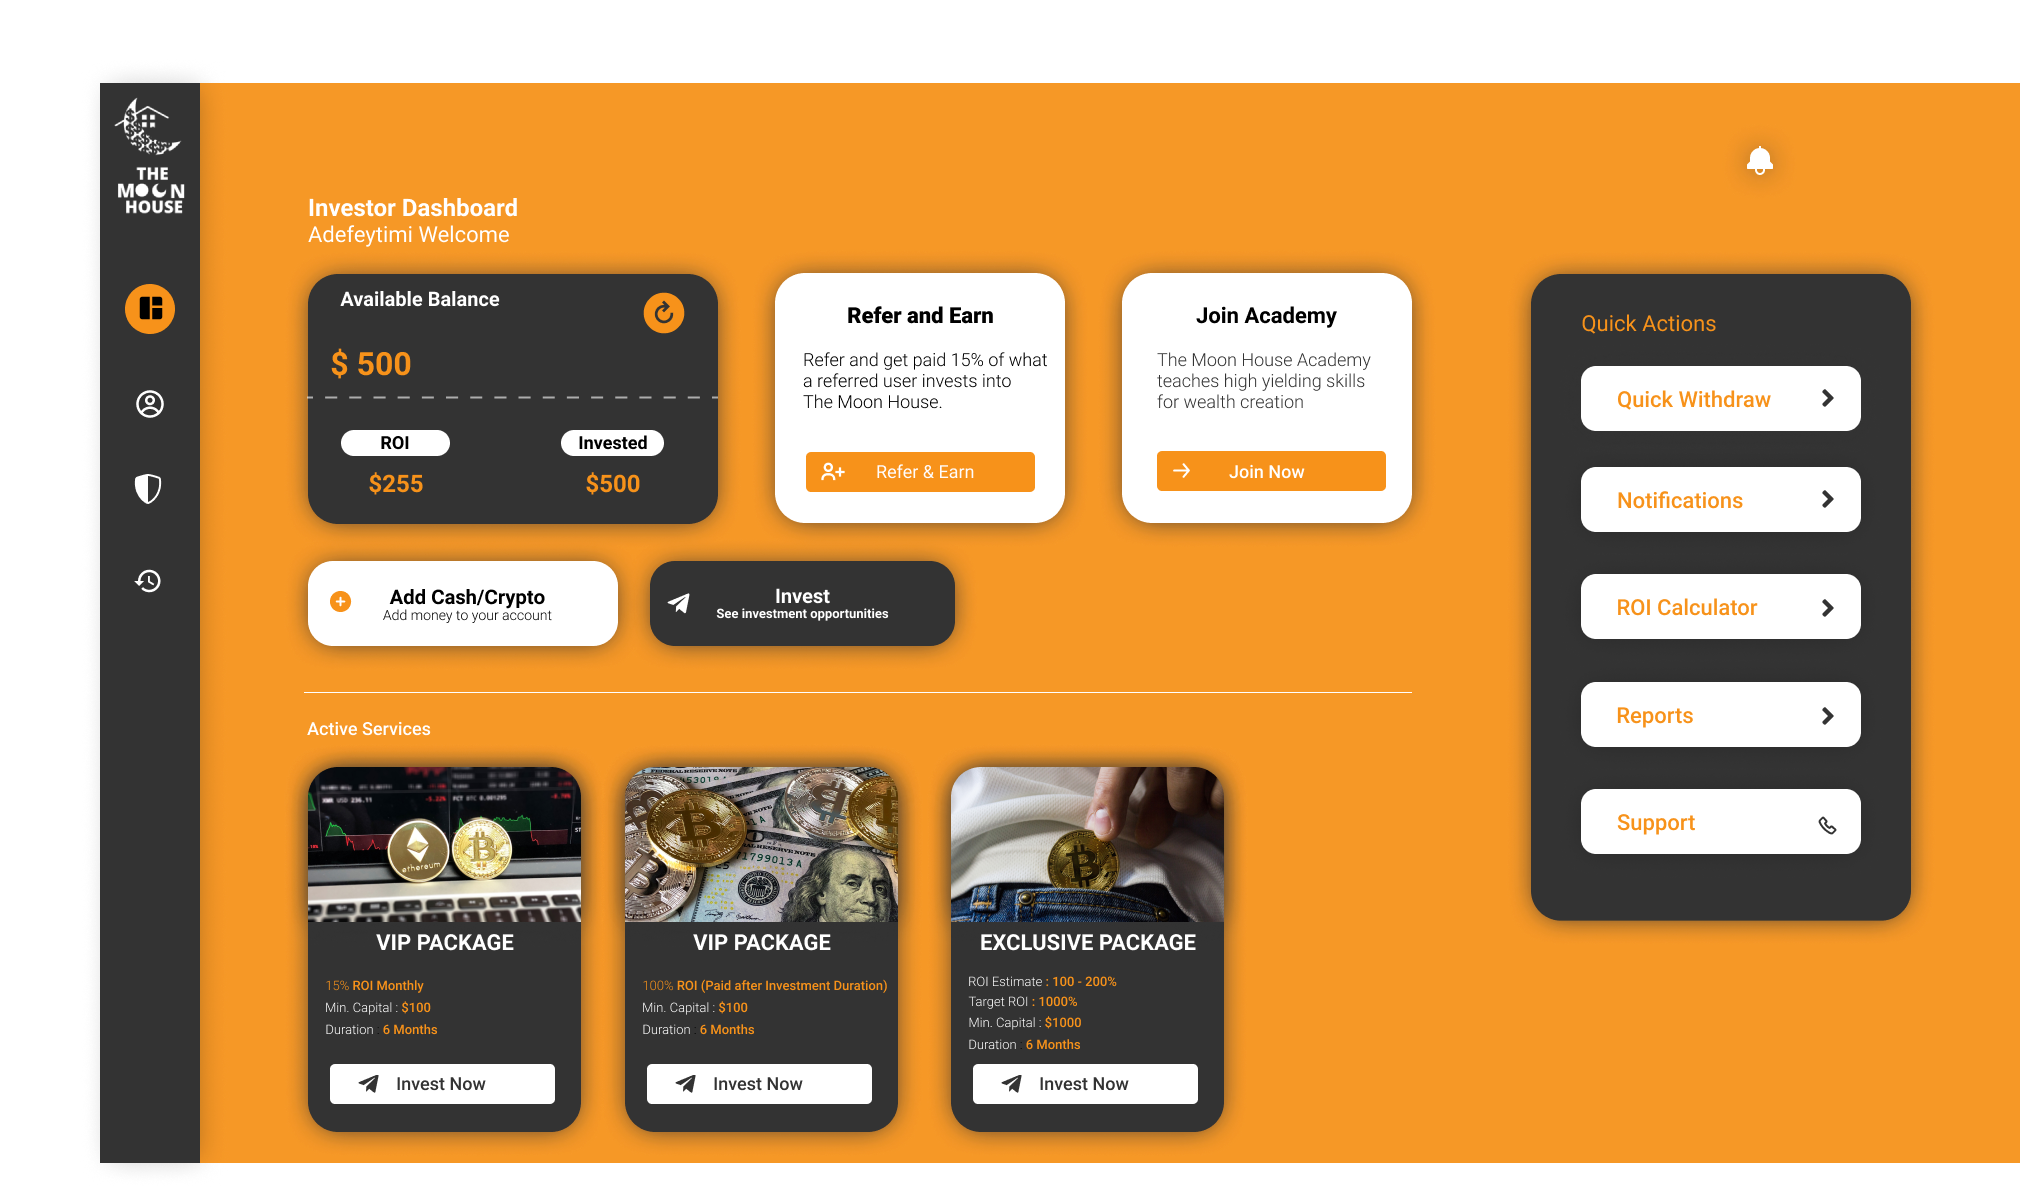 THE
MOON
HOUSE
Investor Dashboard
Adefeytimi Welcome
Available Balance
$ 500
ROI
Invested
$255
$500
Refer and Earn
Refer and get paid 15% of what
a referred user invests into
The Moon House.
Refer & Earn
Join Academy
The Moon House Academy
teaches high yielding skills
for wealth creation
Join Now
Add Cash/Crypto
Add money to your account
Invest
See investment opportunities
Quick Actions
Quick Withdraw
Notifications
ROI Calculator
Reports
Support
Active Services
ethereum
VIP PACKAGE
15% ROI Monthly
Min. Capital : $100
Duration 6 Months
Invest Now
FEDERAL RESERVE NOTE
VIP PACKAGE
100% ROI (Paid after Investment Duration)
Min. Capital : $100
Duration 6 Months
Invest Now
EXCLUSIVE PACKAGE
ROI Estimate : 100 - 200%
Target ROI : 1000%
Min. Capital : $1000
Duration 6 Months
Invest Now